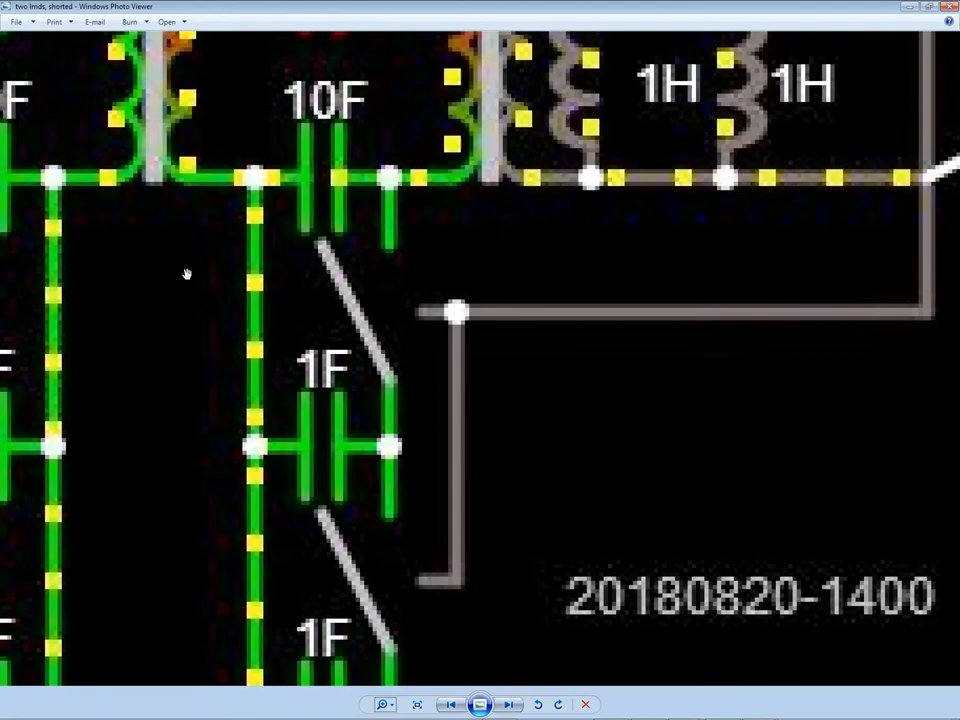 two lmds, shorted - Windows Photo Viewer
File Print E-mail Burn Open
F 10F 1H 1H
F 1F
20180820-1400
F 1F